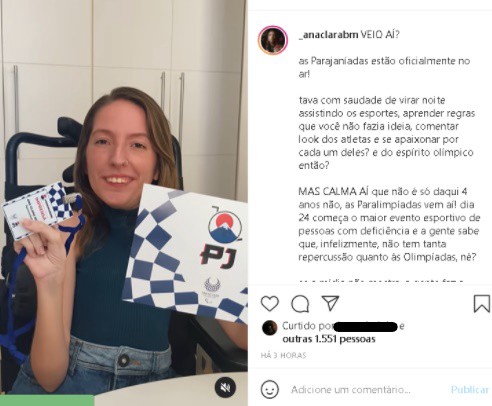 _anaclarabm VEIO AÍ?
as Parajaníadas estão oficialmente no
ar!
tava com saudade de virar noite
assistindo os esportes, aprender regras
que você não fazia ideia, comentar
look dos atletas e se apaixonar por
cada um deles? e do espírito olímpico
então?
MAS CALMA AÍ que não é só daqui 4
anos não, as Paralimpíadas vem aí! dia
24 começa o maior evento esportivo de
pessoas com deficiência e a gente sabe
que, infelizmente, não tem tanta
repercussão quanto às Olimpíadas, né?
PJ
Curtido por
e
outras 1.551 pessoas
HÁ 3 HORAS
Adicione um comentário...
Publicar